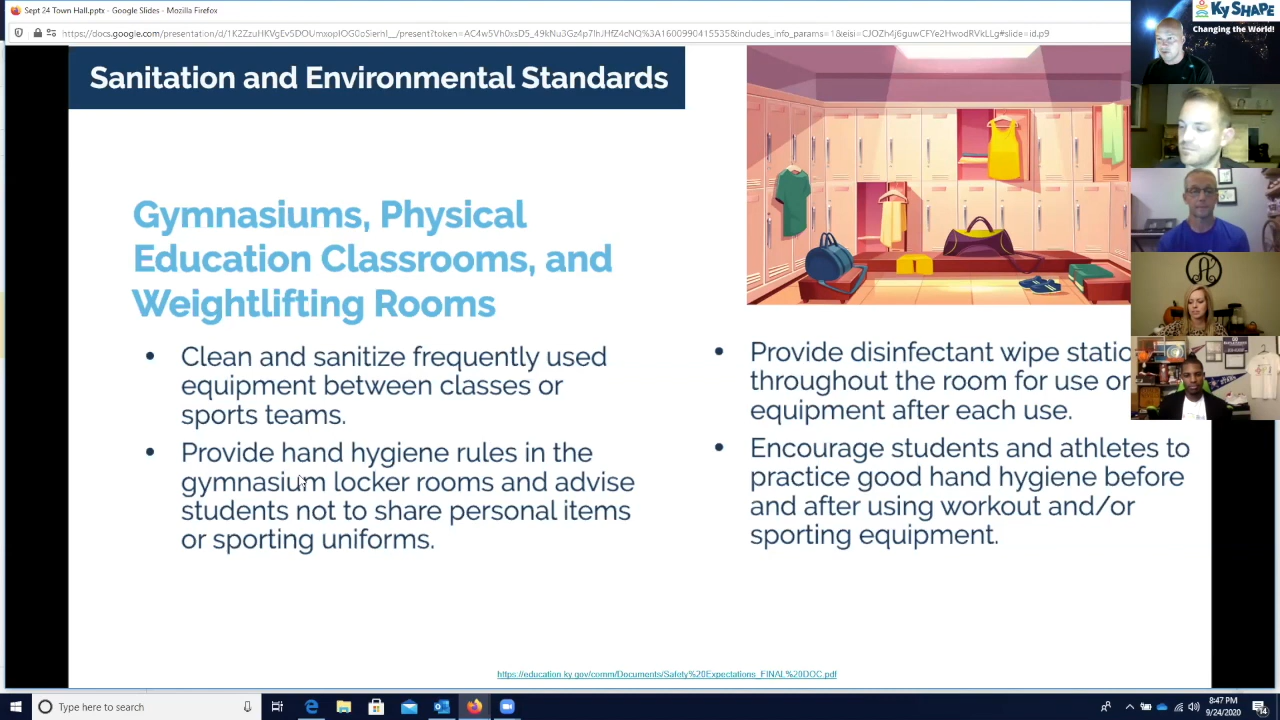 Sept 24 Town Hall.pptx - Google Slides - Mozilla Firefox
Ky SHAPE
Changing the World!
Sanitation and Environmental Standards
Gymnasiums, Physical
Education Classrooms, and
Weightlifting Rooms
• Clean and sanitize frequently used
equipment between classes or
sports teams.
• Provide hand hygiene rules in the
gymnasium locker rooms and advise
students not to share personal items
or sporting uniforms.
• Provide disinfectant wipe
throughout the room for use
equipment after each use.
• Encourage students and athletes to
practice good hand hygiene before
and after using workout and/or
sporting equipment.
https://education.ky.gov/comm/Documents/Safety%20Expectations_FINAL%20DOC.pdf
Type here to search
8:47 PM
9/24/2020
14